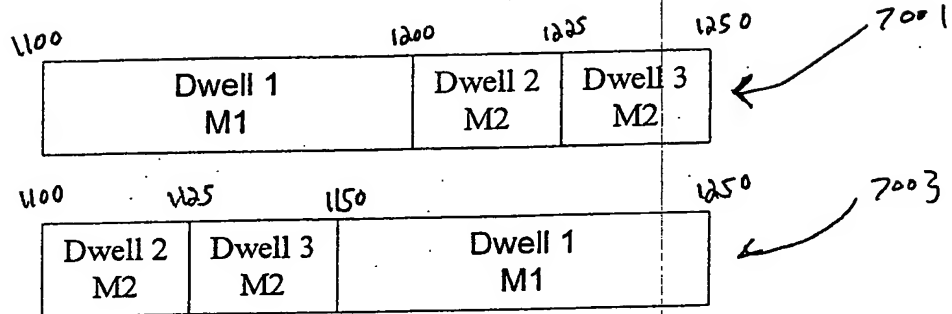 1100 1200 1225 1250 7001
Dwell 1 Dwell 2 Dwell 3
M1 M2 M2
1100 1125 1150 1250 7003
Dwell 2 Dwell 3 Dwell 1
M2 M2 M1